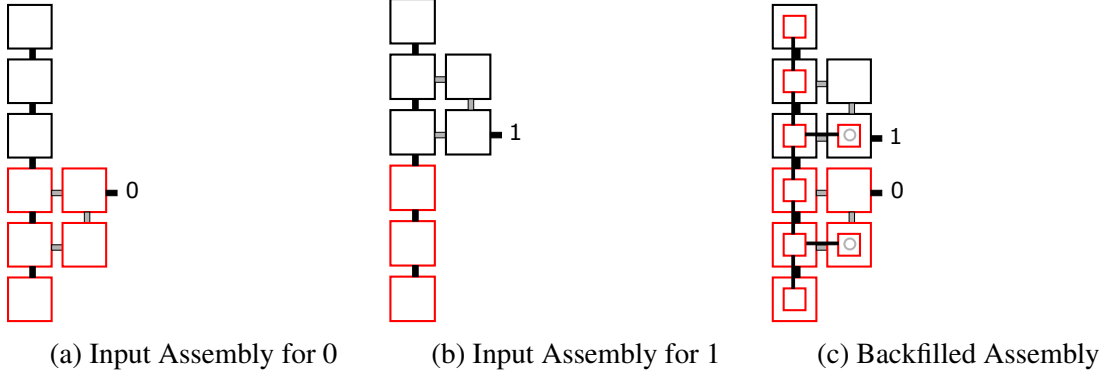 1
1
0
0
(a) Input Assembly for 0
(b) Input Assembly for 1
(c) Backfilled Assembly